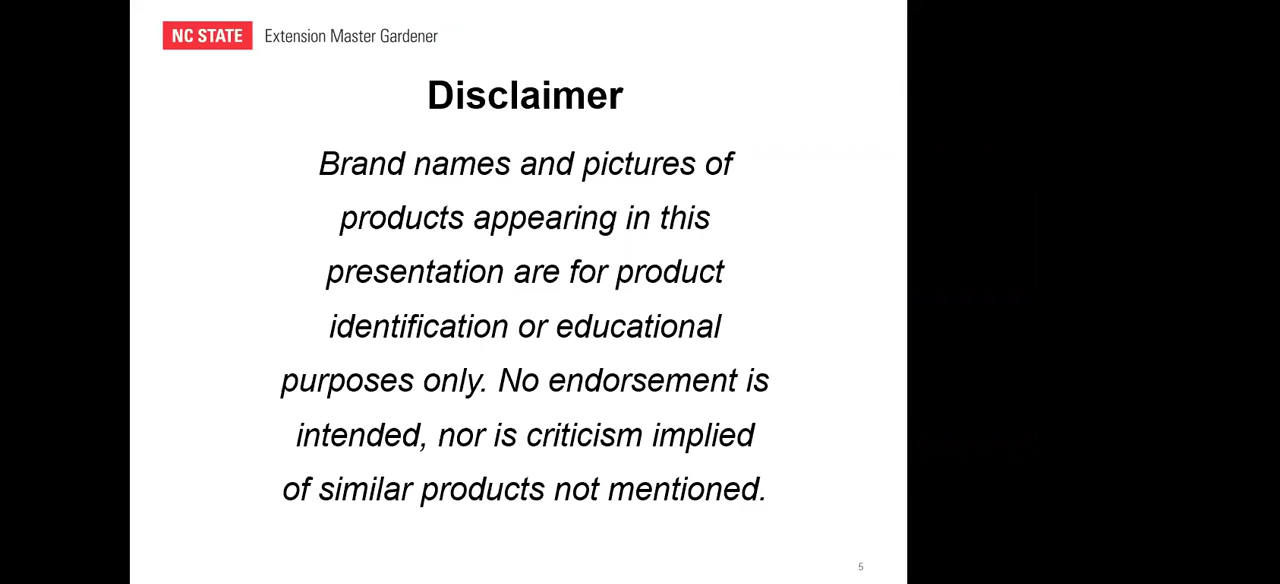 NC STATE Extension Master Gardener
Disclaimer
Brand names and pictures of
products appearing in this
presentation are for product
identification or educational
purposes only. No endorsement is
intended, nor is criticism implied
of similar products not mentioned.
5